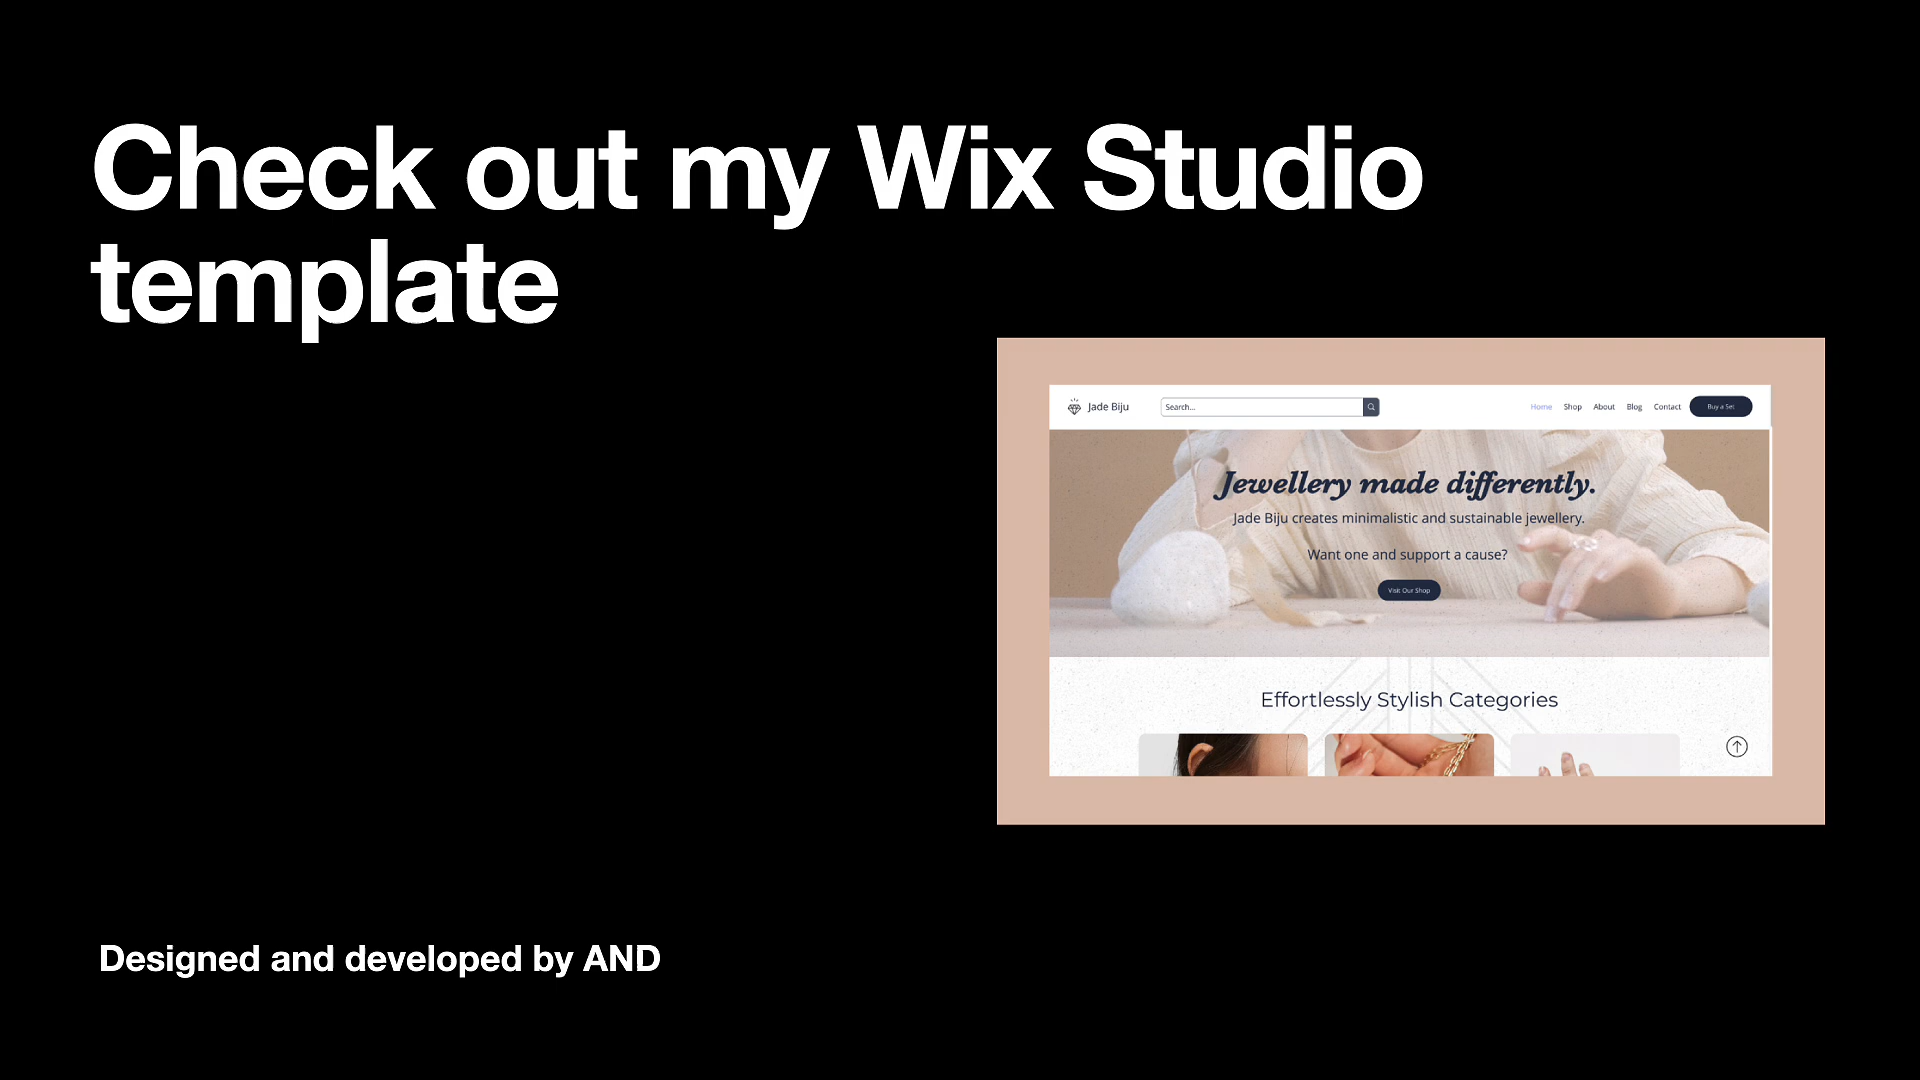 Check out my Wix Studio
template
Jade Biju
Search...
Home Shop About Blog Contact Buy a Set
Jewellery made differently.
Jade Biju creates minimalistic and sustainable jewellery.
Want one and support a cause?
Visit Our Shop
Effortlessly Stylish Categories
Designed and developed by AND